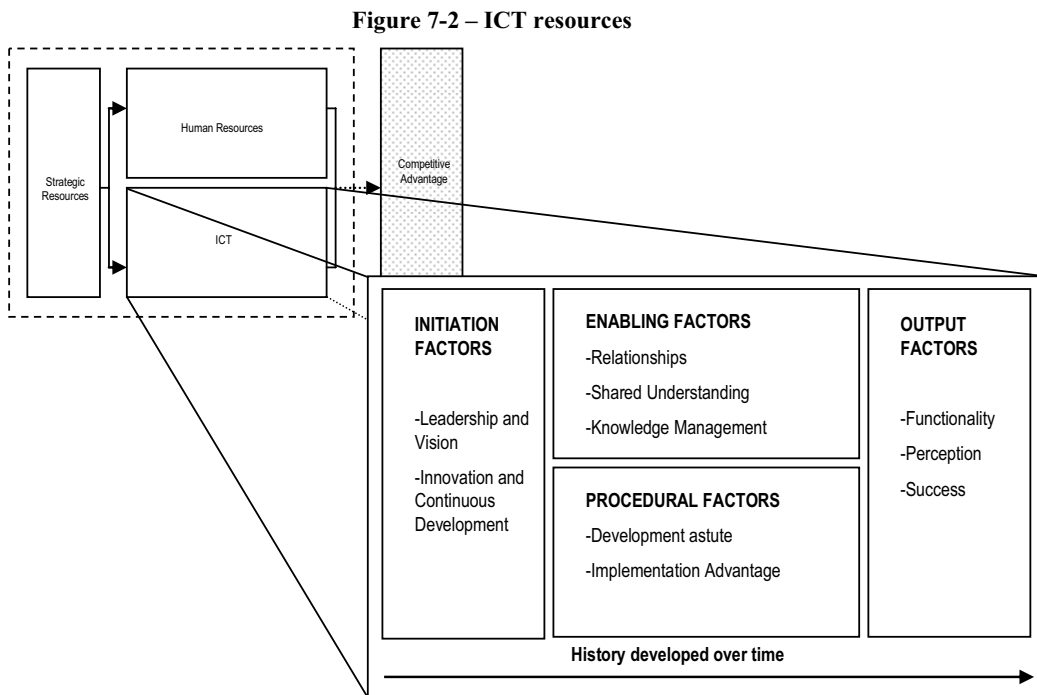 Figure 7-2 – ICT resources
Human Resources
Strategic
Resources
ICT
Competitive
Advantage
INITIATION
FACTORS
-Leadership and
Vision
-Innovation and
Continuous
Development
ENABLING FACTORS
-Relationships
-Shared Understanding
-Knowledge Management
PROCEDURAL FACTORS
-Development astute
-Implementation Advantage
OUTPUT
FACTORS
-Functionality
-Perception
-Success
History developed over time